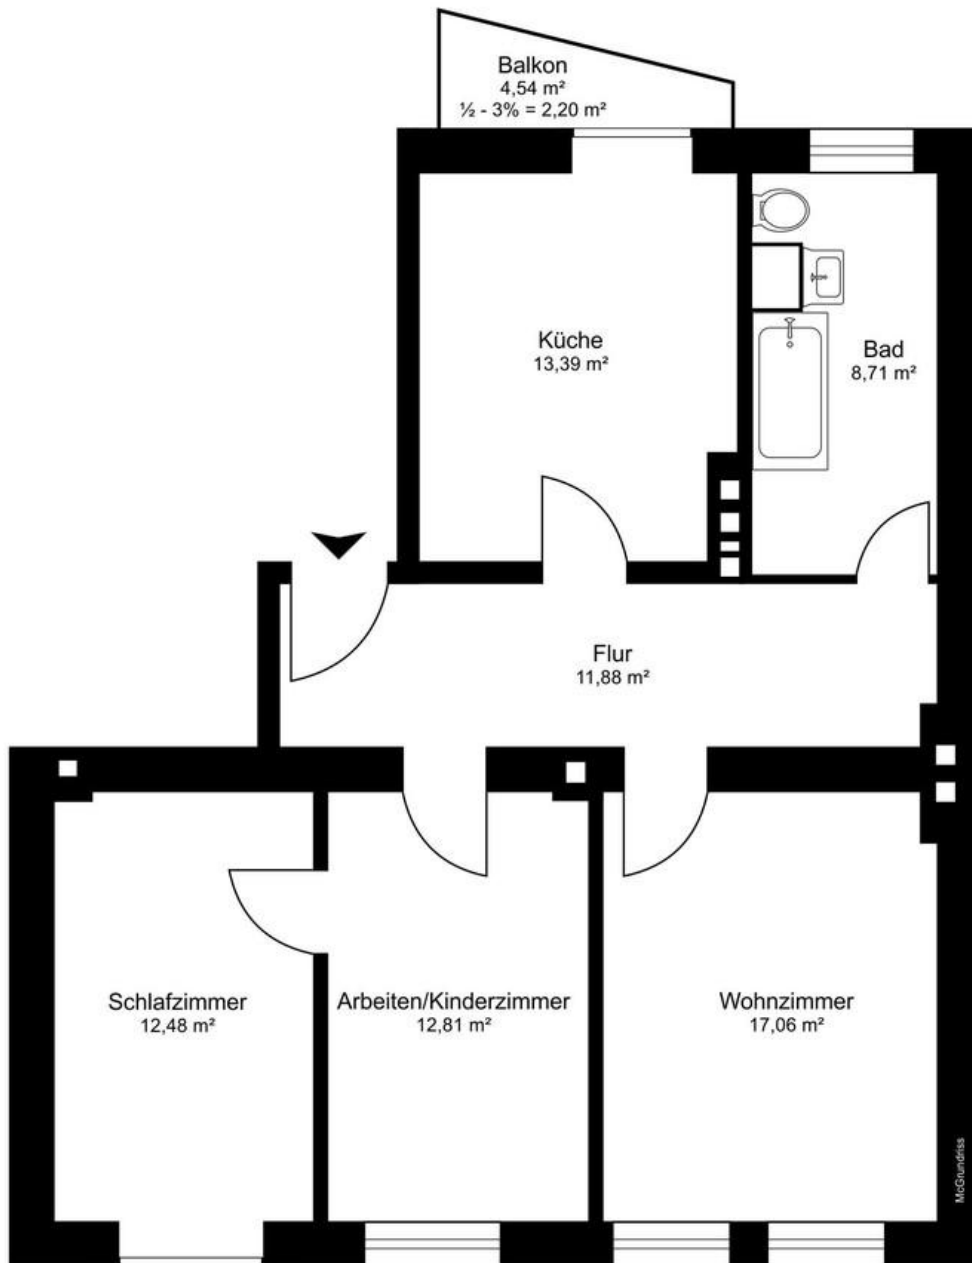 Balkon
4,54 m²
½ - 3% = 2,20 m²
Küche
13,39 m²
Bad
8,71 m²
Flur
11,88 m²
Schlafzimmer
12,48 m²
Arbeiten/Kinderzimmer
12,81 m²
Wohnzimmer
17,06 m²
McGrundriss